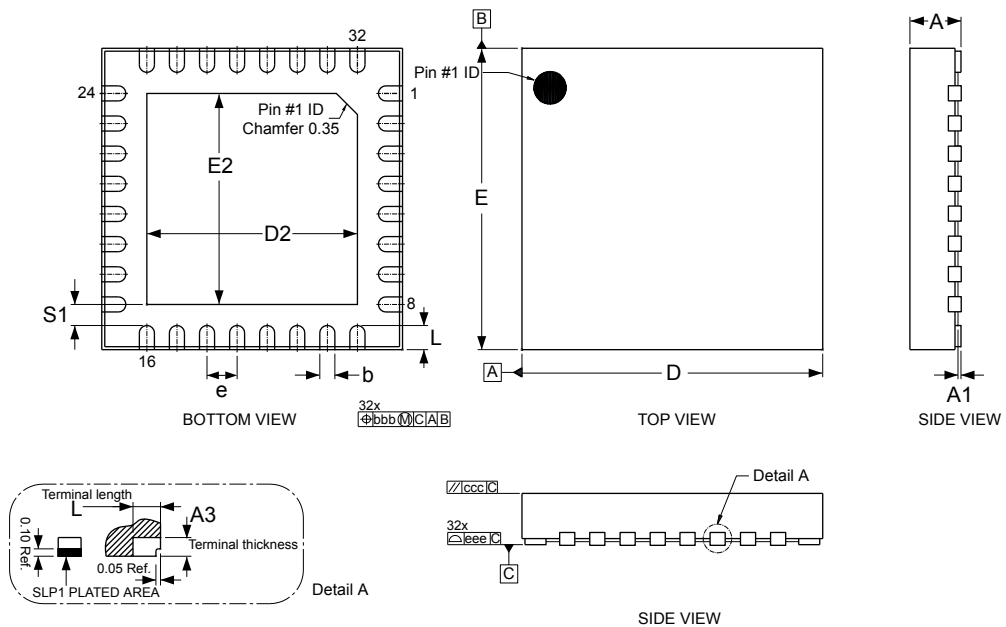 32
24
1
Pin #1 ID
Chamfer 0.35
E2
D2
S1
8
L
16
e
b
BOTTOM VIEW
32x
⌖ bbb Ⓜ C A B
B
Pin #1 ID
E
A
D
TOP VIEW
A
A1
SIDE VIEW
Terminal length
L
A3
Terminal thickness
0.10 Ref.
0.05 Ref.
SLP1 PLATED AREA
Detail A
// ccc C
Detail A
32x
⌓ eee C
C
SIDE VIEW